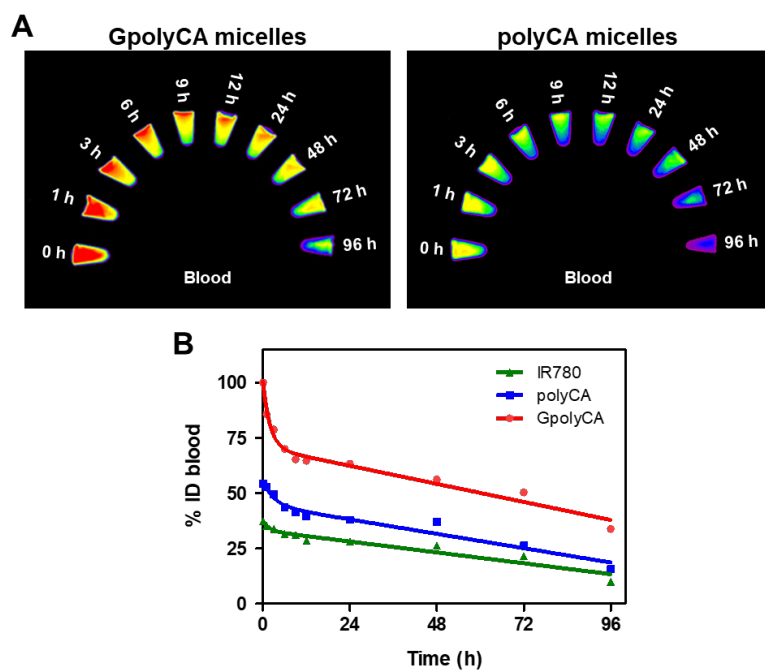 A
GpolyCA micelles
polyCA micelles
0 h
1 h
3 h
6 h
9 h
12 h
24 h
48 h
72 h
96 h
Blood
0 h
1 h
3 h
6 h
9 h
12 h
24 h
48 h
72 h
96 h
Blood
B
IR780
polyCA
GpolyCA
% ID blood
100
75
50
25
0
0 24 48 72 96
Time (h)